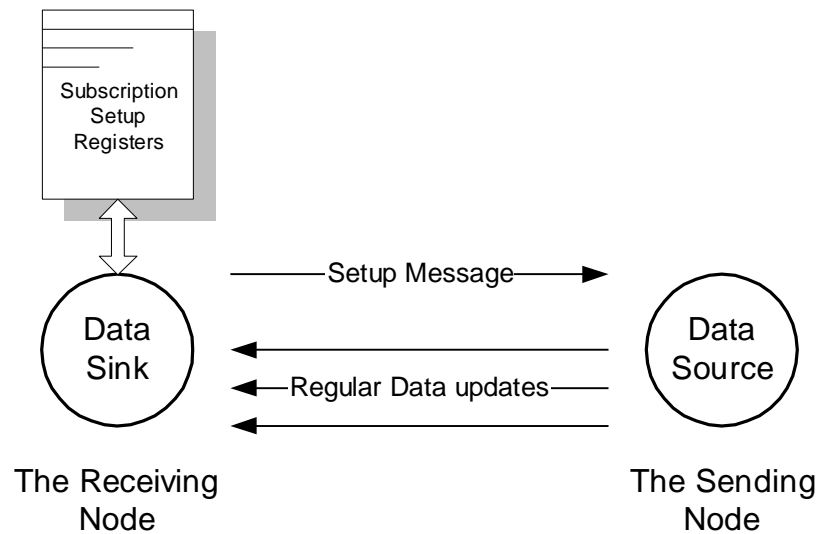 Subscription
Setup
Registers
Setup Message
Data
Sink
Data
Source
Regular Data updates
The Receiving
Node
The Sending
Node